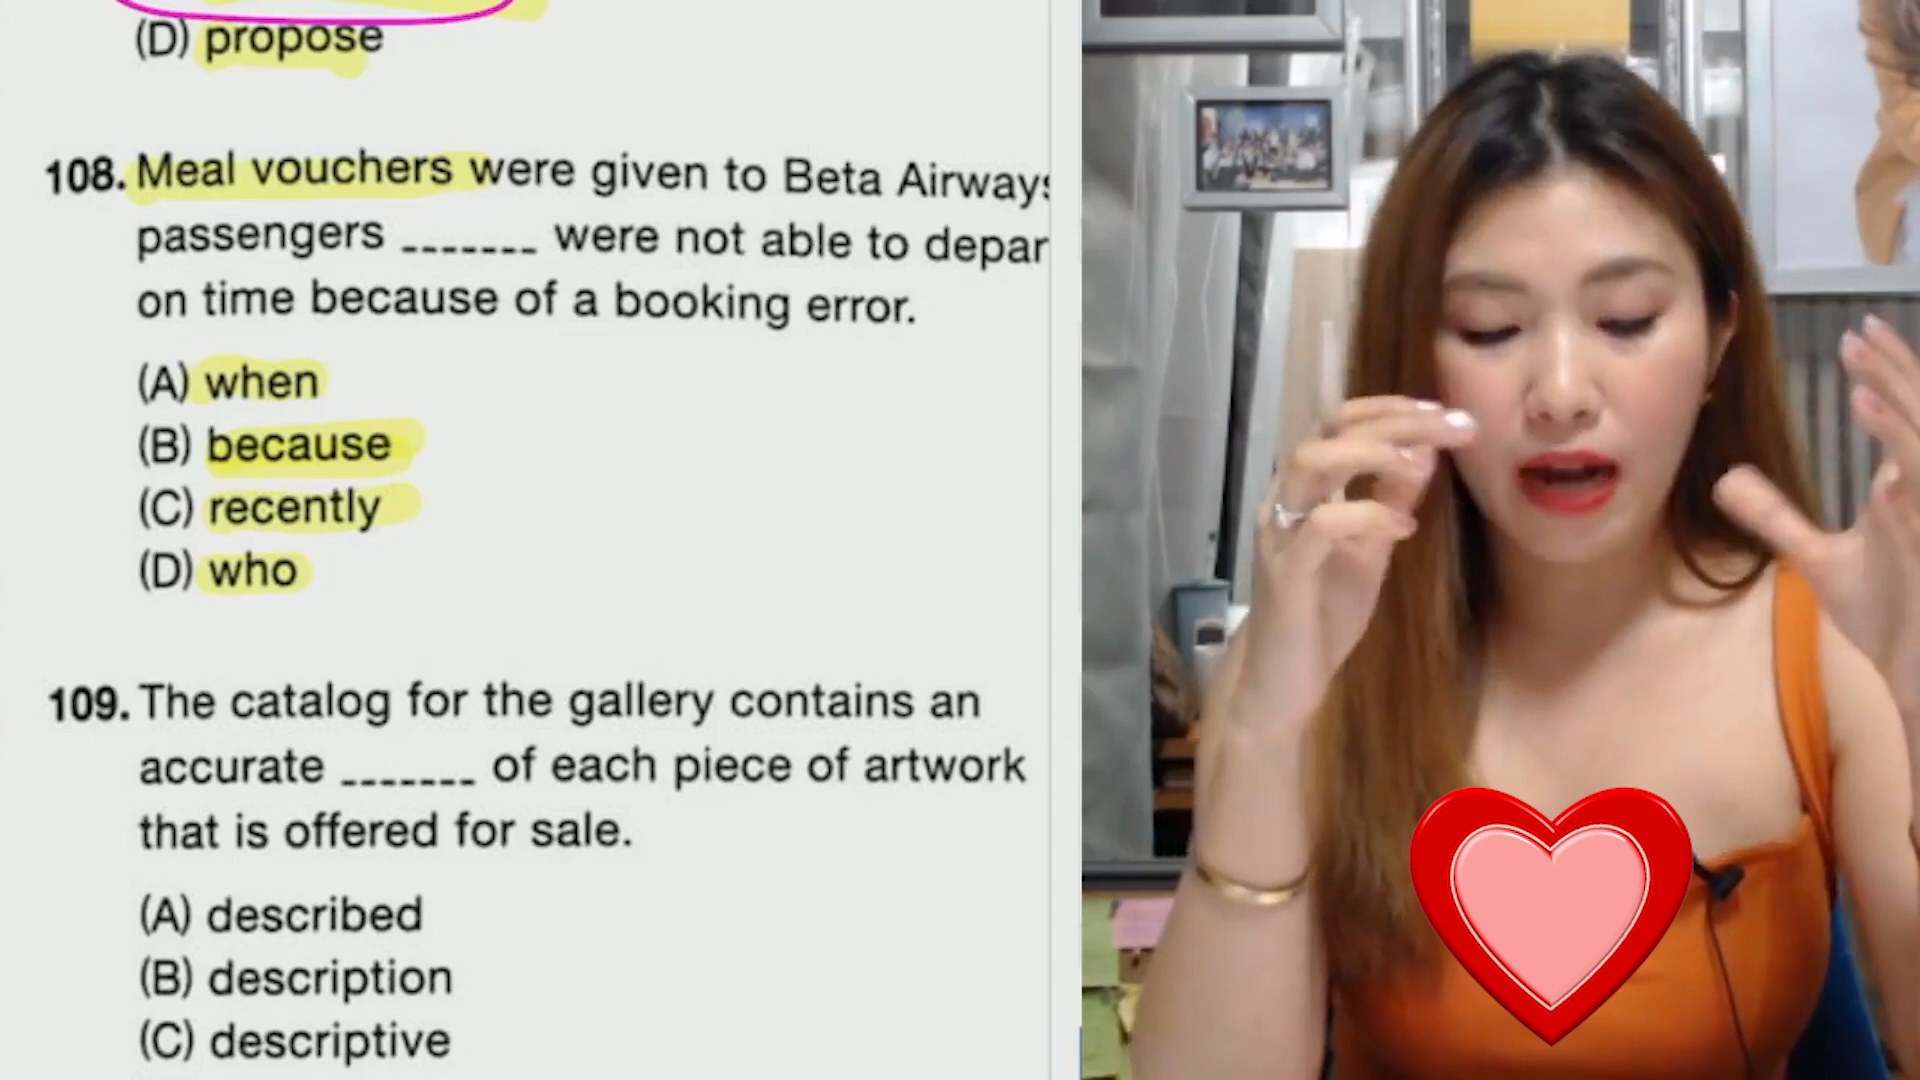 (D) propose
108. Meal vouchers were given to Beta Airways
passengers _______ were not able to depar
on time because of a booking error.
(A) when
(B) because
(C) recently
(D) who
109. The catalog for the gallery contains an
accurate _______ of each piece of artwork
that is offered for sale.
(A) described
(B) description
(C) descriptive